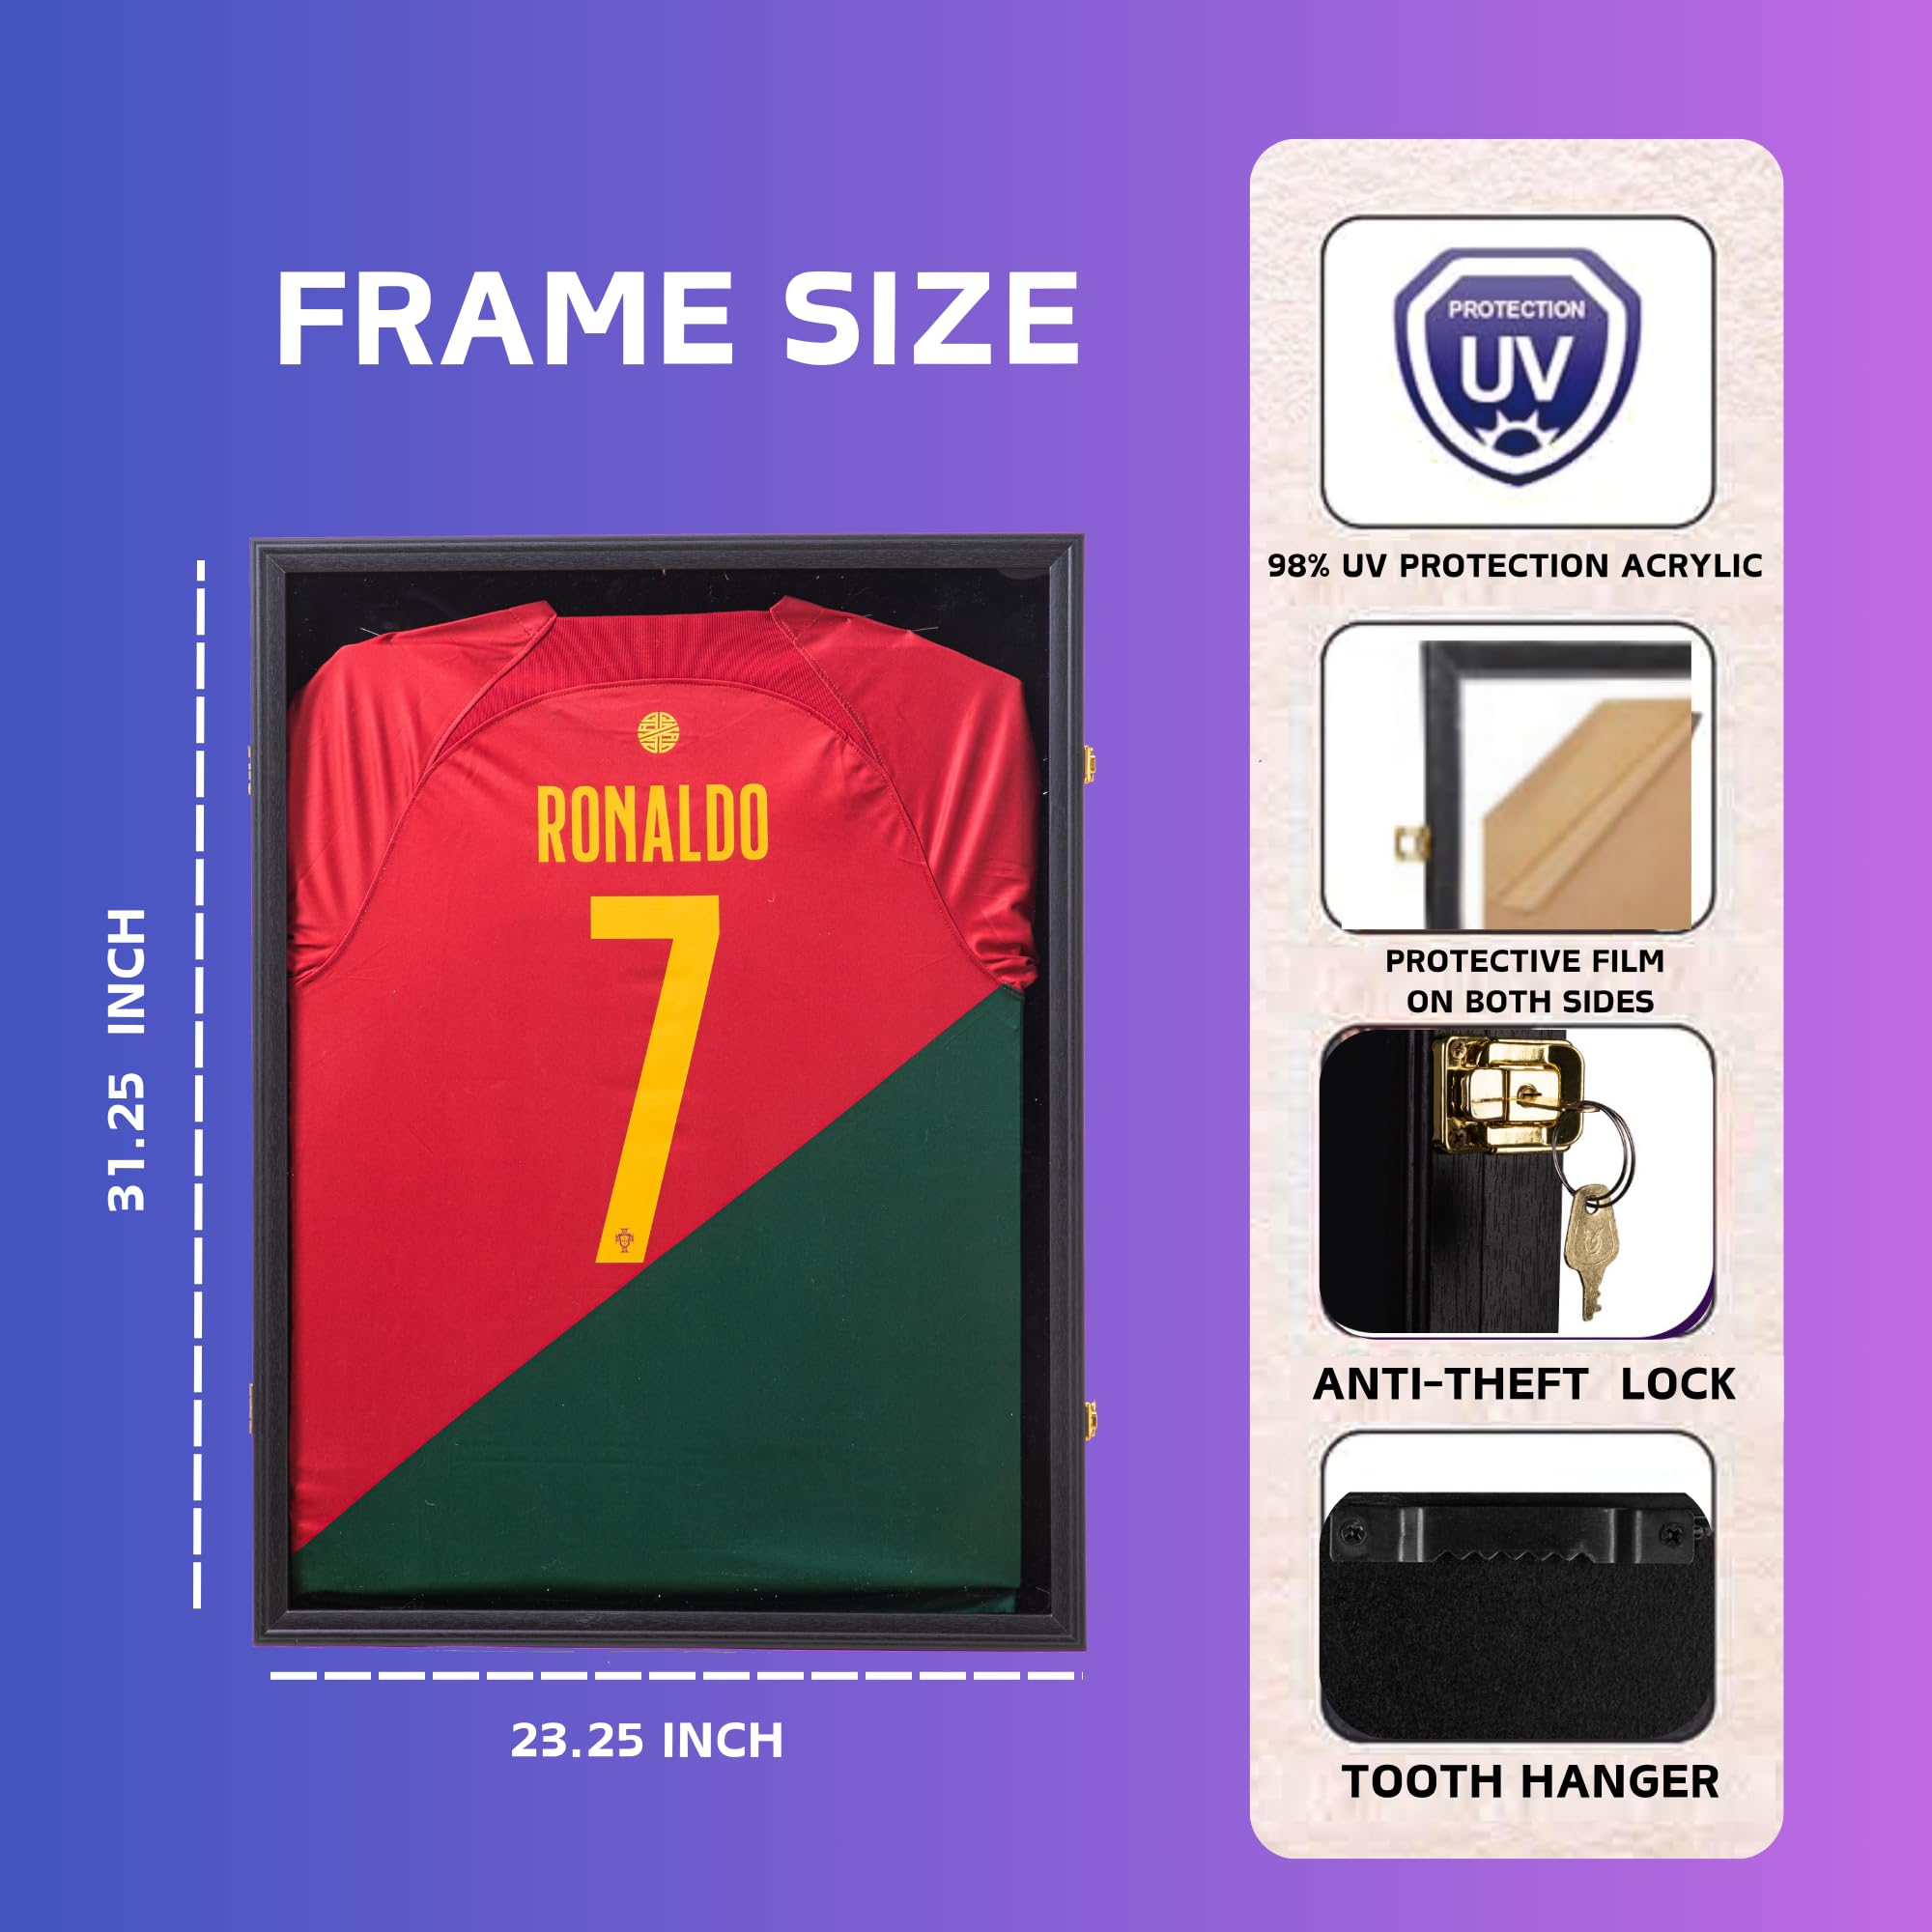 FRAME SIZE
31.25 INCH
RONALDO
7
23.25 INCH
PROTECTION
UV
98% UV PROTECTION ACRYLIC
PROTECTIVE FILM
ON BOTH SIDES
ANTI-THEFT LOCK
TOOTH HANGER